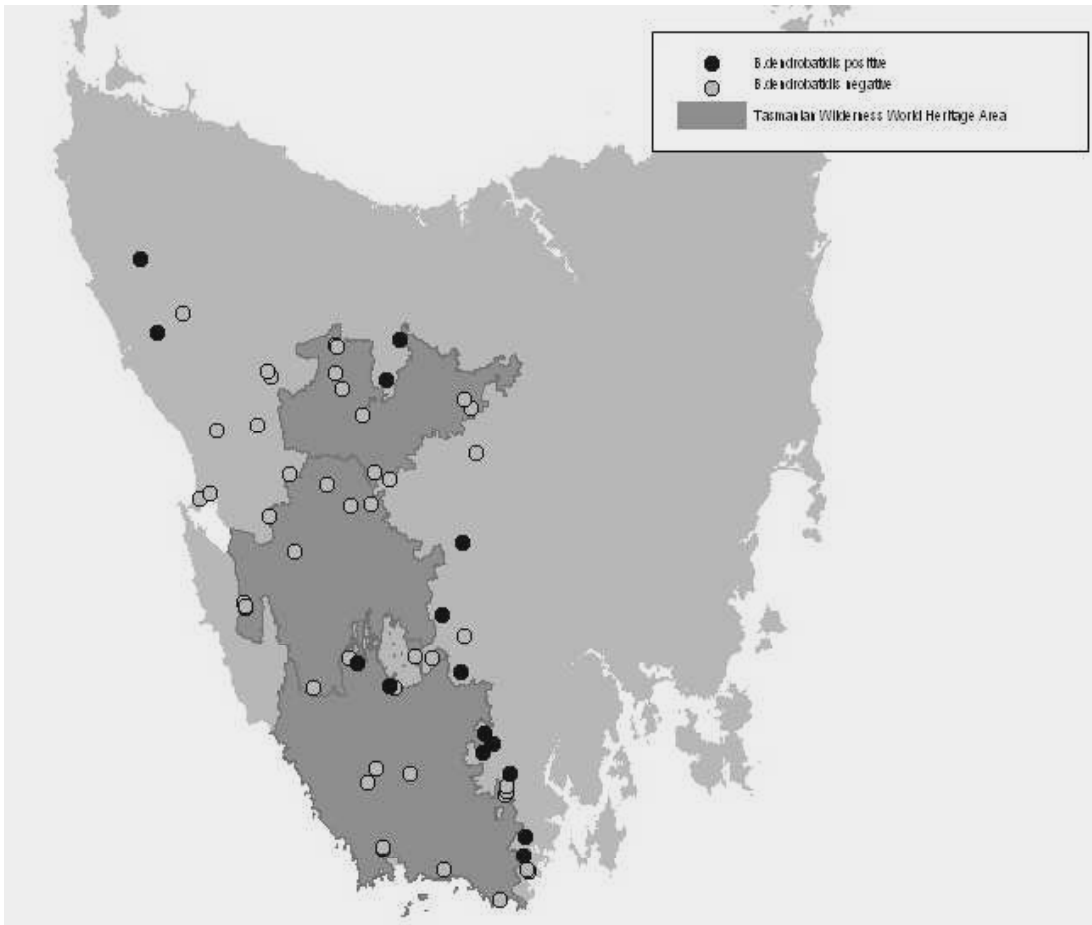 B.dendrobatidis positive
B.dendrobatidis negative
Tasmanian Wilderness World Heritage Area